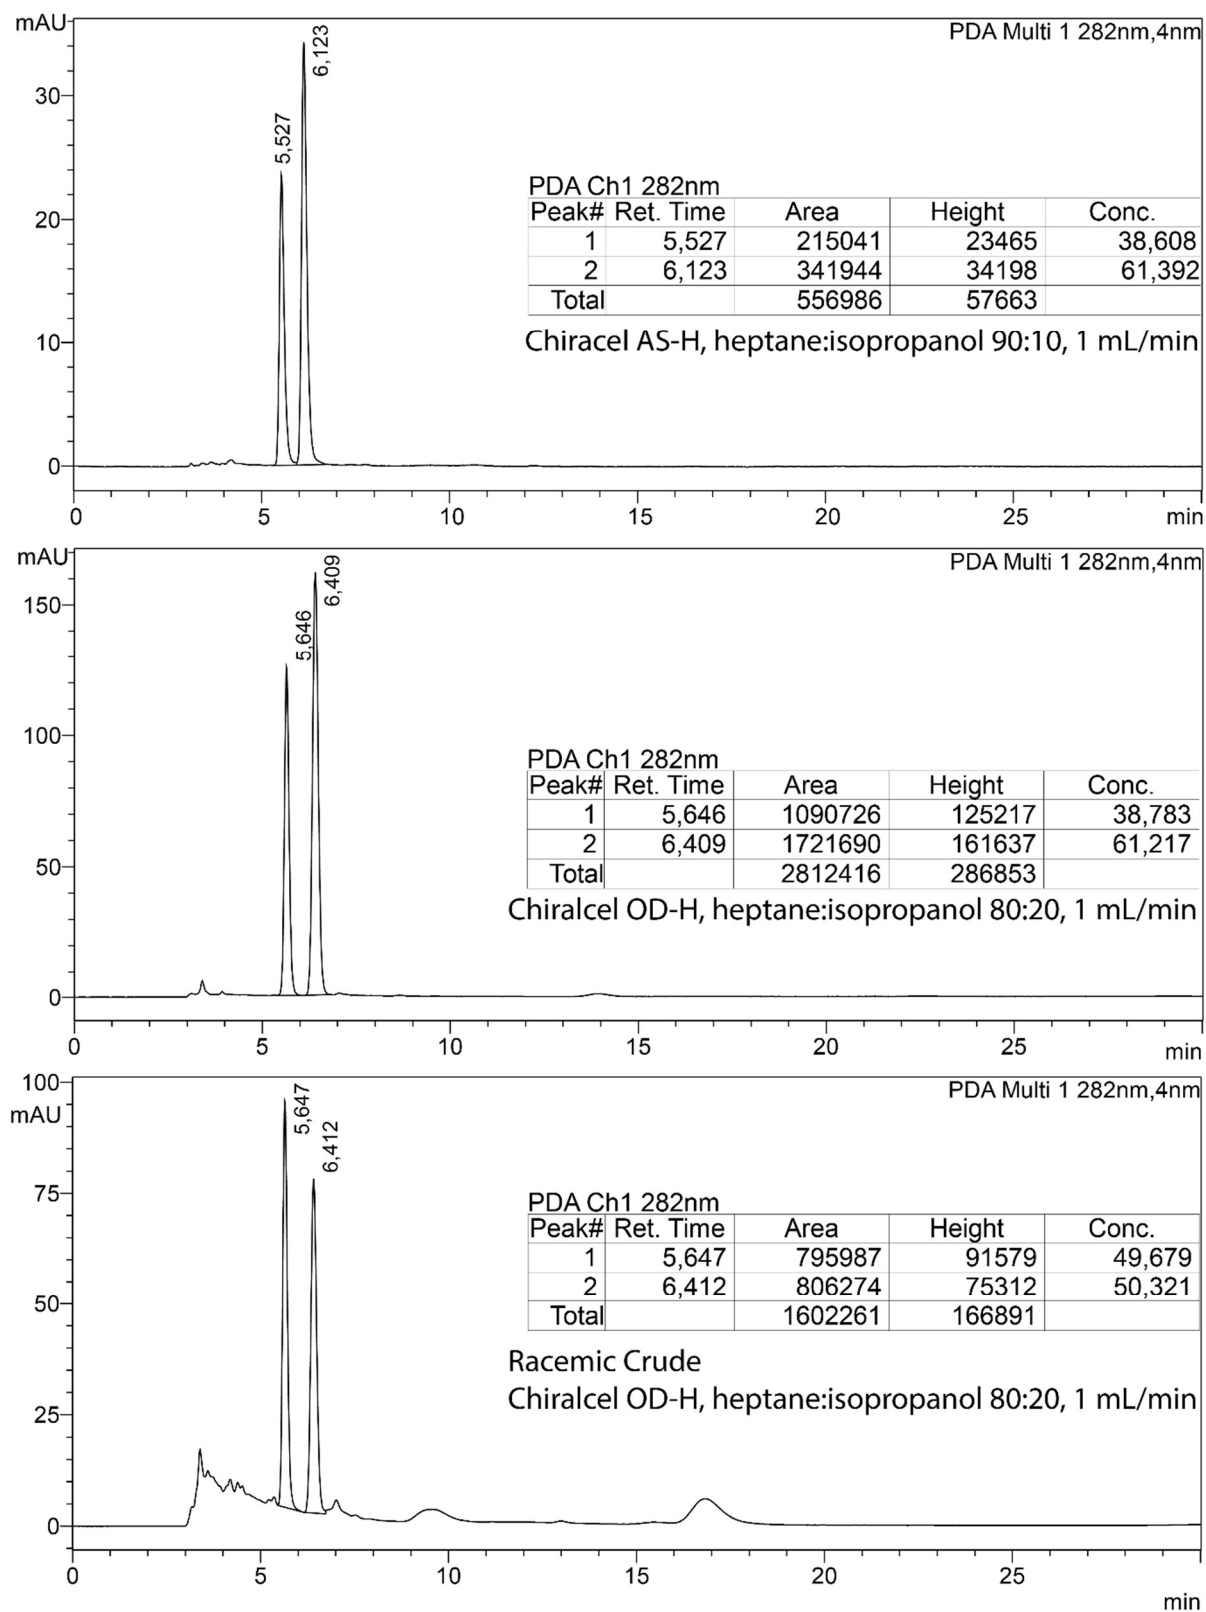 mAU
PDA Multi 1 282nm,4nm
6,123
5,527
30
20
10
0
PDA Ch1 282nm
Peak# Ret. Time Area Height Conc.
1 5,527 215041 23465 38,608
2 6,123 341944 34198 61,392
Total 556986 57663
Chiracel AS-H, heptane:isopropanol 90:10, 1 mL/min
0 5 10 15 20 25 min
mAU
PDA Multi 1 282nm,4nm
6,409
5,646
150
100
50
0
PDA Ch1 282nm
Peak# Ret. Time Area Height Conc.
1 5,646 1090726 125217 38,783
2 6,409 1721690 161637 61,217
Total 2812416 286853
Chiralcel OD-H, heptane:isopropanol 80:20, 1 mL/min
0 5 10 15 20 25 min
100
mAU
PDA Multi 1 282nm,4nm
5,647
6,412
75
50
25
0
PDA Ch1 282nm
Peak# Ret. Time Area Height Conc.
1 5,647 795987 91579 49,679
2 6,412 806274 75312 50,321
Total 1602261 166891
Racemic Crude
Chiralcel OD-H, heptane:isopropanol 80:20, 1 mL/min
0 5 10 15 20 25 min